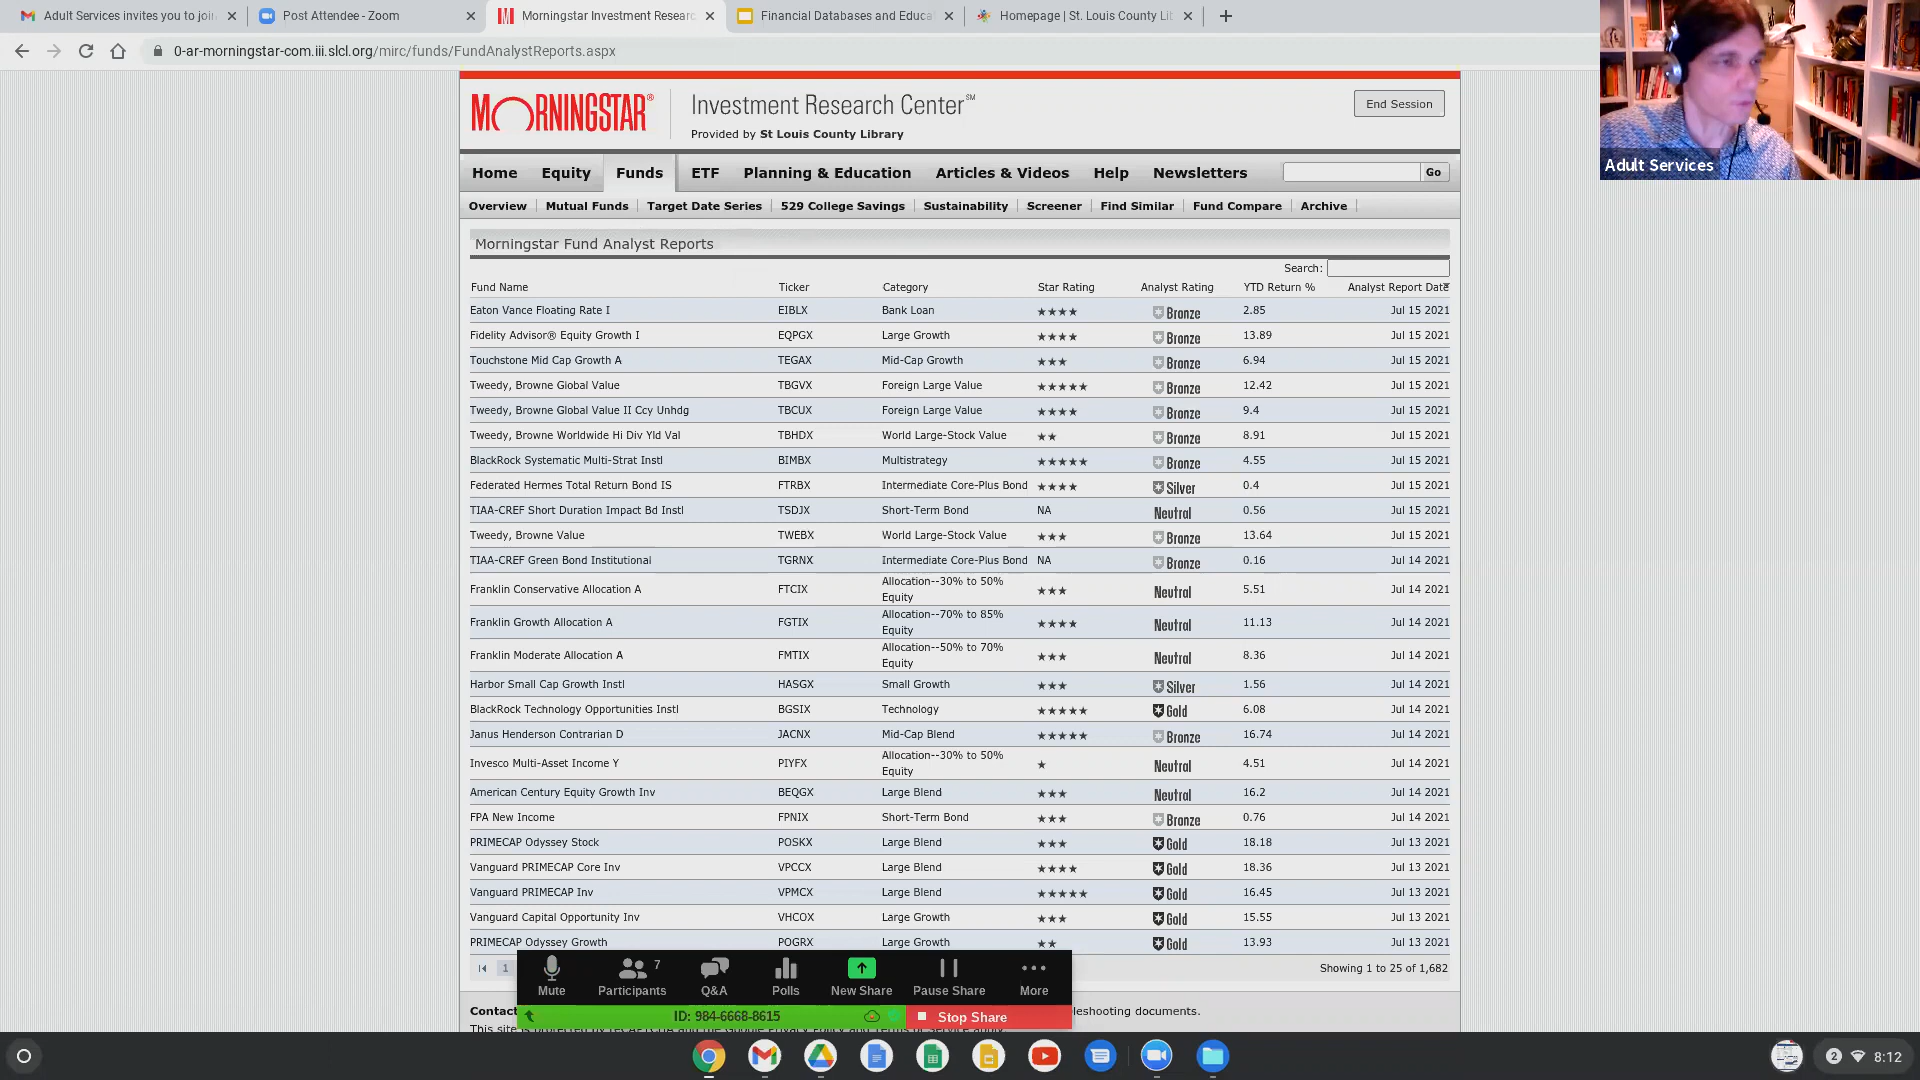 Adult Services invites you to join
Post Attendee - Zoom
Morningstar Investment Researc
Financial Databases and Educa
Homepage | St. Louis County Li
0-ar-morningstar-com.iii.slcl.org/mirc/funds/FundAnalystReports.aspx
Adult Services
MORNINGSTAR®
Investment Research Center℠
Provided by St Louis County Library
End Session
Home Equity Funds ETF Planning & Education Articles & Videos Help Newsletters Go
Overview Mutual Funds Target Date Series 529 College Savings Sustainability Screener Find Similar Fund Compare Archive
Morningstar Fund Analyst Reports
Search:
Fund Name Ticker Category Star Rating Analyst Rating YTD Return % Analyst Report Date
Eaton Vance Floating Rate I EIBLX Bank Loan ★★★★ Bronze 2.85 Jul 15 2021
Fidelity Advisor® Equity Growth I EQPGX Large Growth ★★★★ Bronze 13.89 Jul 15 2021
Touchstone Mid Cap Growth A TEGAX Mid-Cap Growth ★★★ Bronze 6.94 Jul 15 2021
Tweedy, Browne Global Value TBGVX Foreign Large Value ★★★★★ Bronze 12.42 Jul 15 2021
Tweedy, Browne Global Value II Ccy Unhdg TBCUX Foreign Large Value ★★★★ Bronze 9.4 Jul 15 2021
Tweedy, Browne Worldwide Hi Div Yld Val TBHDX World Large-Stock Value ★★ Bronze 8.91 Jul 15 2021
BlackRock Systematic Multi-Strat Instl BIMBX Multistrategy ★★★★★ Bronze 4.55 Jul 15 2021
Federated Hermes Total Return Bond IS FTRBX Intermediate Core-Plus Bond ★★★★ Silver 0.4 Jul 15 2021
TIAA-CREF Short Duration Impact Bd Instl TSDJX Short-Term Bond NA Neutral 0.56 Jul 15 2021
Tweedy, Browne Value TWEBX World Large-Stock Value ★★★ Bronze 13.64 Jul 15 2021
TIAA-CREF Green Bond Institutional TGRNX Intermediate Core-Plus Bond NA Bronze 0.16 Jul 14 2021
Franklin Conservative Allocation A FTCIX Allocation--30% to 50% Equity ★★★ Neutral 5.51 Jul 14 2021
Franklin Growth Allocation A FGTIX Allocation--70% to 85% Equity ★★★★ Neutral 11.13 Jul 14 2021
Franklin Moderate Allocation A FMTIX Allocation--50% to 70% Equity ★★★ Neutral 8.36 Jul 14 2021
Harbor Small Cap Growth Instl HASGX Small Growth ★★★ Silver 1.56 Jul 14 2021
BlackRock Technology Opportunities Instl BGSIX Technology ★★★★★ Gold 6.08 Jul 14 2021
Janus Henderson Contrarian D JACNX Mid-Cap Blend ★★★★★ Bronze 16.74 Jul 14 2021
Invesco Multi-Asset Income Y PIYFX Allocation--30% to 50% Equity ★ Neutral 4.51 Jul 14 2021
American Century Equity Growth Inv BEQGX Large Blend ★★★ Neutral 16.2 Jul 14 2021
FPA New Income FPNIX Short-Term Bond ★★★ Bronze 0.76 Jul 14 2021
PRIMECAP Odyssey Stock POSKX Large Blend ★★★ Gold 18.18 Jul 13 2021
Vanguard PRIMECAP Core Inv VPCCX Large Blend ★★★★ Gold 18.36 Jul 13 2021
Vanguard PRIMECAP Inv VPMCX Large Blend ★★★★★ Gold 16.45 Jul 13 2021
Vanguard Capital Opportunity Inv VHCOX Large Growth ★★★ Gold 15.55 Jul 13 2021
PRIMECAP Odyssey Growth POGRX Large Growth ★★ Gold 13.93 Jul 13 2021
1 Showing 1 to 25 of 1,682
7
Mute Participants Q&A Polls New Share Pause Share More
Contac leshooting documents.
ID: 984-6668-8615 Stop Share
2 8:12